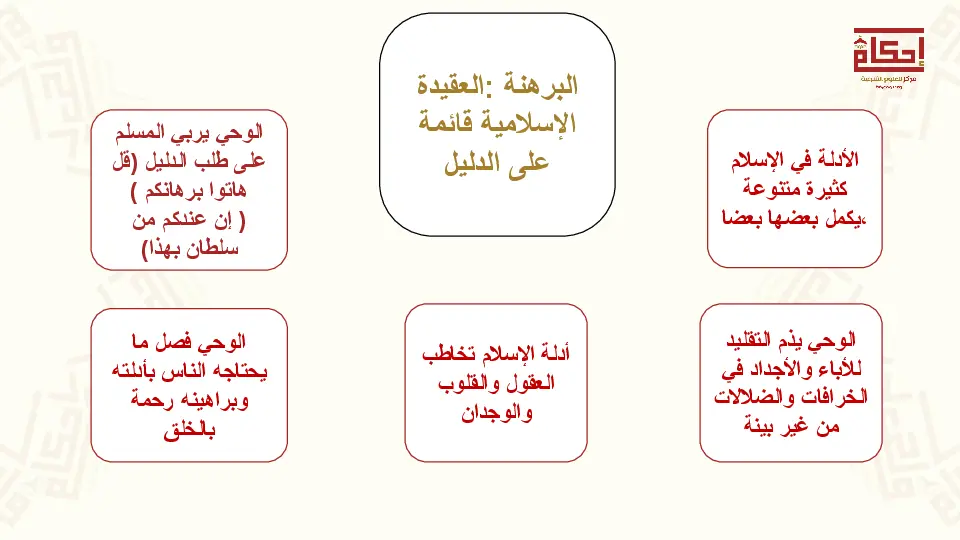 إحكام
مركز للعلوم الشرعية
البرهنة :العقيدة
الإسلامية قائمة
على الدليل
الأدلة في الإسلام
كثيرة متنوعة
،يكمل بعضها بعضا
الوحي يربي المسلم
على طلب الدليل (قل
هاتوا برهانكم )
( إن عندكم من
سلطان بهذا)
الوحي يذم التقليد
للأباء والأجداد في
الخرافات والضلالات
من غير بينة
أدلة الإسلام تخاطب
العقول والقلوب
والوجدان
الوحي فصل ما
يحتاجه الناس بأدلته
وبراهينه رحمة
بالخلق